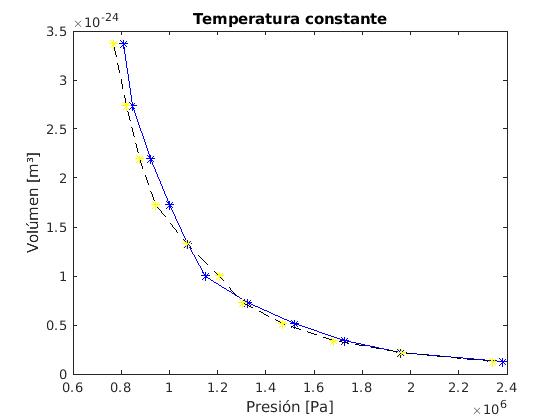 Temperatura constante
×10-24
3.5
3
2.5
2
1.5
1
0.5
0
Volúmen [m³]
0.6 0.8 1 1.2 1.4 1.6 1.8 2 2.2 2.4
Presión [Pa]
×10⁶